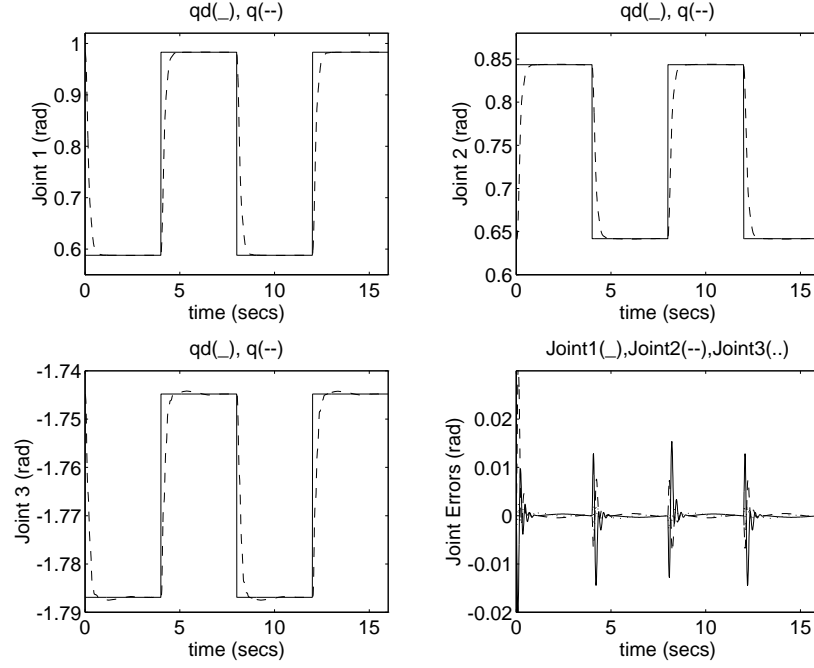 qd(_), q(--)
1
0.9
0.8
0.7
0.6
Joint 1 (rad)
0 5 10 15
time (secs)
qd(_), q(--)
0.85
0.8
0.75
0.7
0.65
0.6
Joint 2 (rad)
0 5 10 15
time (secs)
qd(_), q(--)
-1.74
-1.75
-1.76
-1.77
-1.78
-1.79
Joint 3 (rad)
0 5 10 15
time (secs)
Joint1(_),Joint2(--),Joint3(..)
0.02
0.01
0
-0.01
-0.02
Joint Errors (rad)
0 5 10 15
time (secs)